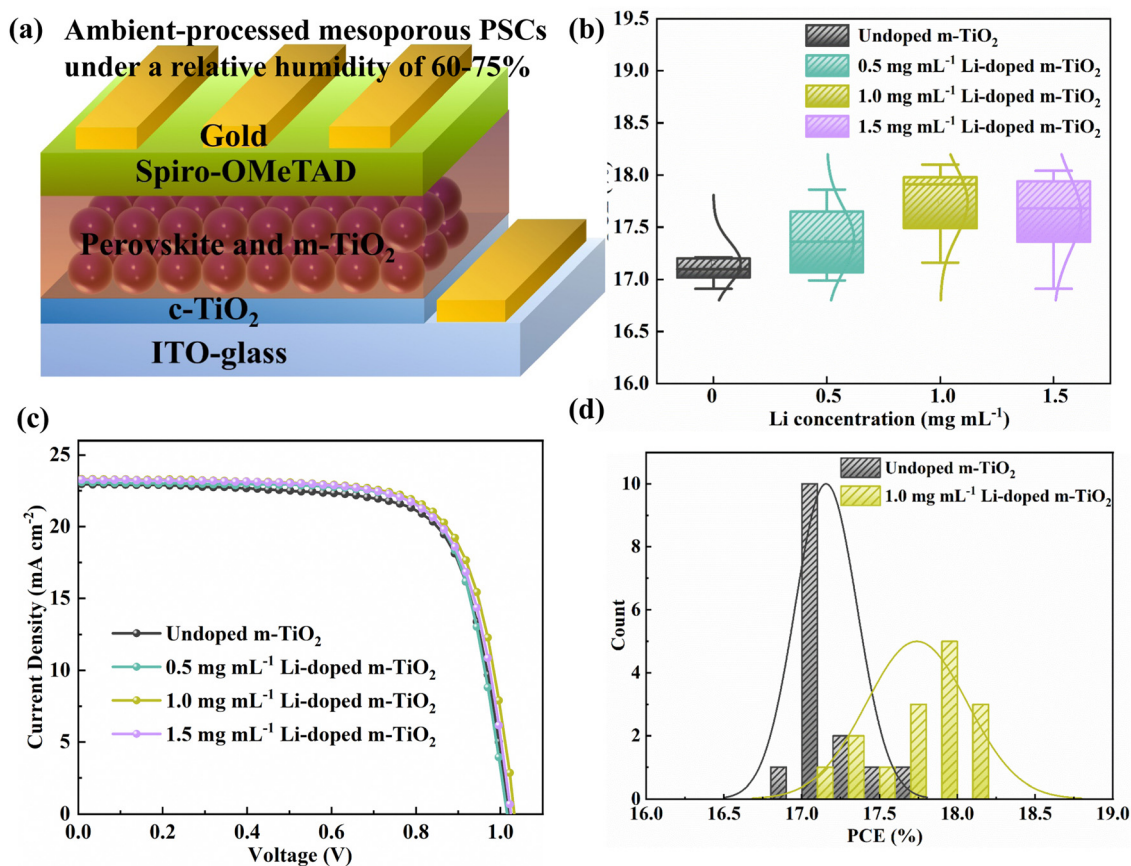 (a) Ambient-processed mesoporous PSCs
under a relative humidity of 60-75%
Gold
Spiro-OMeTAD
Perovskite and m-TiO₂
c-TiO₂
ITO-glass
(b)
19.5
19.0
18.5
18.0
17.5
17.0
16.5
16.0
Undoped m-TiO₂
0.5 mg mL⁻¹ Li-doped m-TiO₂
1.0 mg mL⁻¹ Li-doped m-TiO₂
1.5 mg mL⁻¹ Li-doped m-TiO₂
0 0.5 1.0 1.5
Li concentration (mg mL⁻¹)
(c)
Current Density (mA cm⁻²)
25
20
15
10
5
0
Undoped m-TiO₂
0.5 mg mL⁻¹ Li-doped m-TiO₂
1.0 mg mL⁻¹ Li-doped m-TiO₂
1.5 mg mL⁻¹ Li-doped m-TiO₂
0.0 0.2 0.4 0.6 0.8 1.0
Voltage (V)
(d)
Count
10
8
6
4
2
0
Undoped m-TiO₂
1.0 mg mL⁻¹ Li-doped m-TiO₂
16.0 16.5 17.0 17.5 18.0 18.5 19.0
PCE (%)